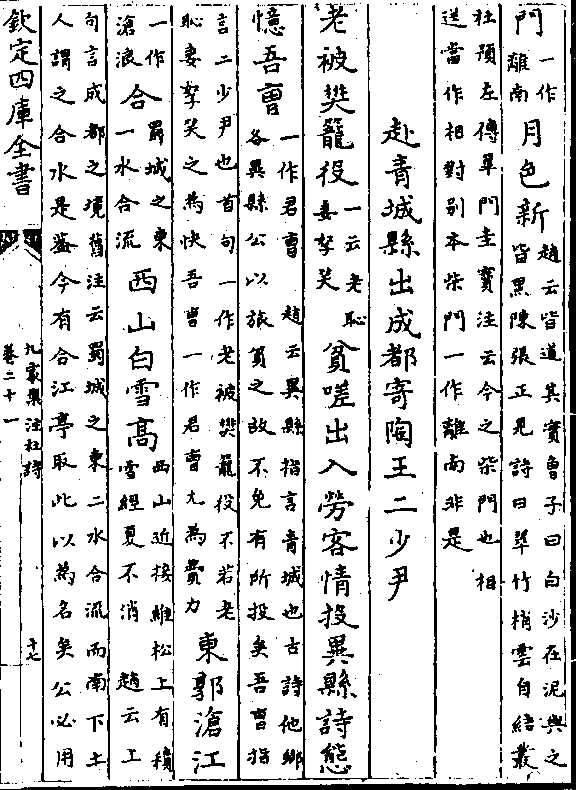 門一作離南月色新趙云皆道其實魯子曰白沙在泥與之皆黑陳張正見詩曰翠竹梢雲自結叢
杜預左傳單門圭竇注云今之柴門也相送當作相對别本柴門一作離南非是
赴青城縣出成都寄陶王二少尹
老被樊籠役一云老恥妻孥笑貧嗟出入勞客情投異縣詩態
憶吾曹一作君曹趙云異縣指言青城也古詩他鄉各異縣公以旅貧之故不免有所投矣吾曹指
言二少尹也首句一作老被樊籠役不若老恥妻孥笑之為快吾曹一作君曹尤為費力東郭滄江
一作滄浪合蜀城之東一水合流西山白雪高西山近接維松上有積雪經夏不消趙云上
句言成都之境舊注云蜀城之東二水合流而南下土人謂之合水是蓋今有合江亭取此以為名矣公必用
欽定四庫全書
九家集注杜詩
卷二十一
十七